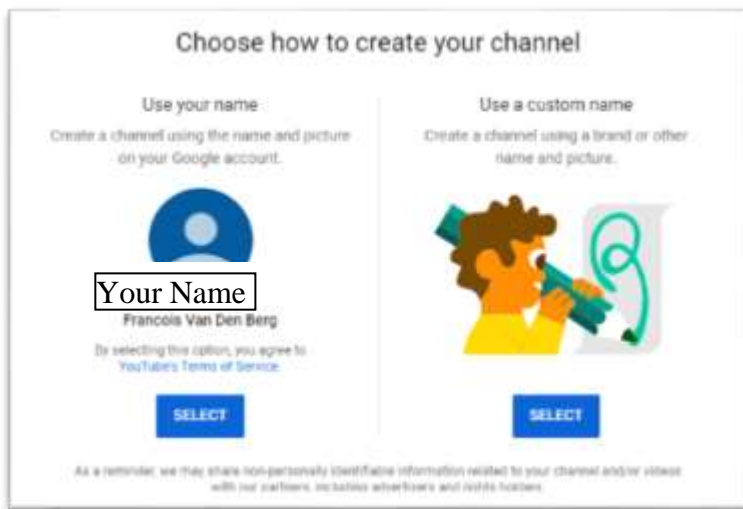 Choose how to create your channel
Use your name
Create a channel using the name and picture
on your Google account.
Your Name
Francois Van Den Berg
By selecting this option, you agree to
YouTube's Terms of Service.
SELECT
Use a custom name
Create a channel using a brand or other
name and picture.
SELECT
As a reminder, we may share non-personally identifiable information related to your channel and/or videos
with our partners, including advertisers and rights holders.